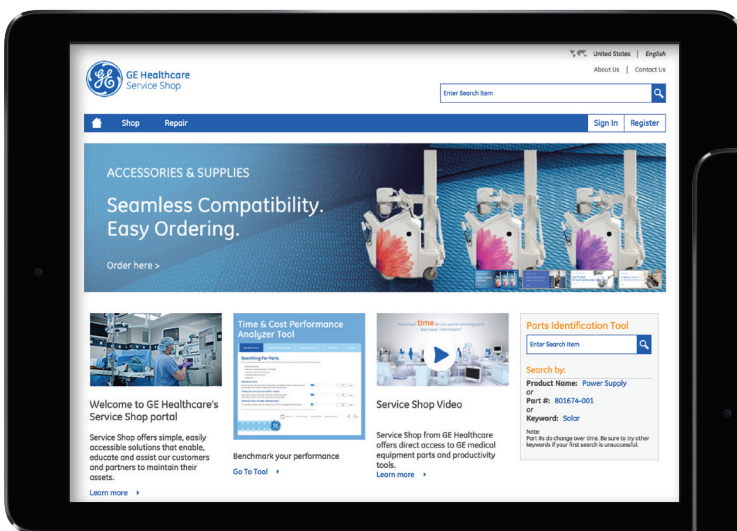 United States | English
GE Healthcare
Service Shop
About Us | Contact Us
Enter Search Item
Shop Repair Sign In Register
ACCESSORIES & SUPPLIES
Seamless Compatibility.
Easy Ordering.
Order here >
Time & Cost Performance
Analyzer Tool
Searching For Parts
time
Parts Identification Tool
Enter Search Item
Search by:
Product Name: Power Supply
or
Part #: 801674-001
or
Keyword: Solar
Note:
Part #s do change over time. Be sure to try other
keywords if your first search is unsuccessful.
Welcome to GE Healthcare's
Service Shop portal
Service Shop offers simple, easily
accessible solutions that enable,
educate and assist our customers
and partners to maintain their
assets.
Learn more
Benchmark your performance
Go To Tool
Service Shop Video
Service Shop from GE Healthcare
offers direct access to GE medical
equipment parts and productivity
tools.
Learn more